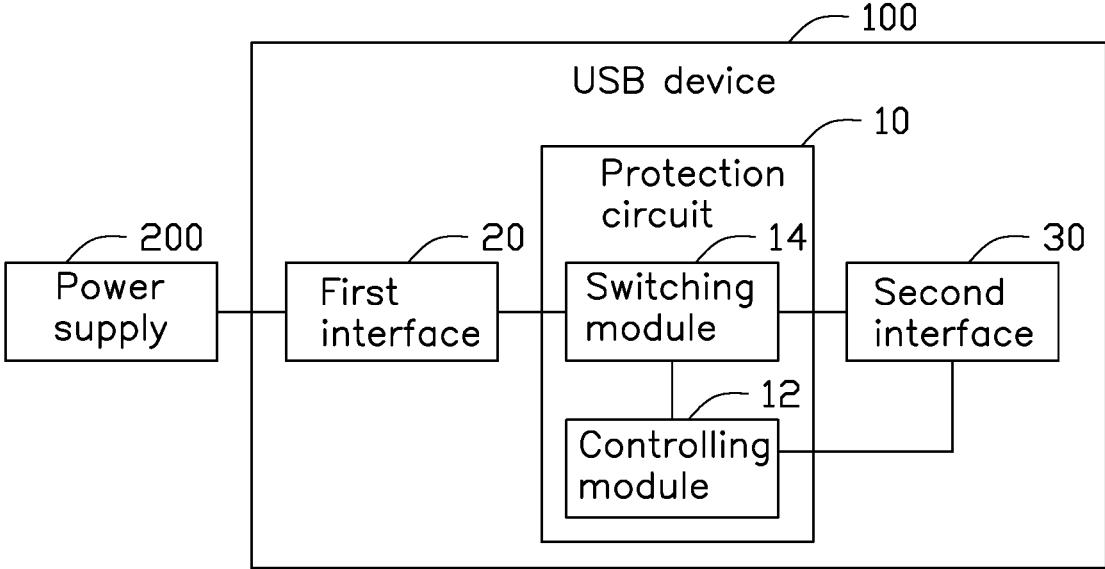 100
USB device
10
Protection
circuit
200
20
14
30
Power
supply
First
interface
Switching
module
Second
interface
12
Controlling
module